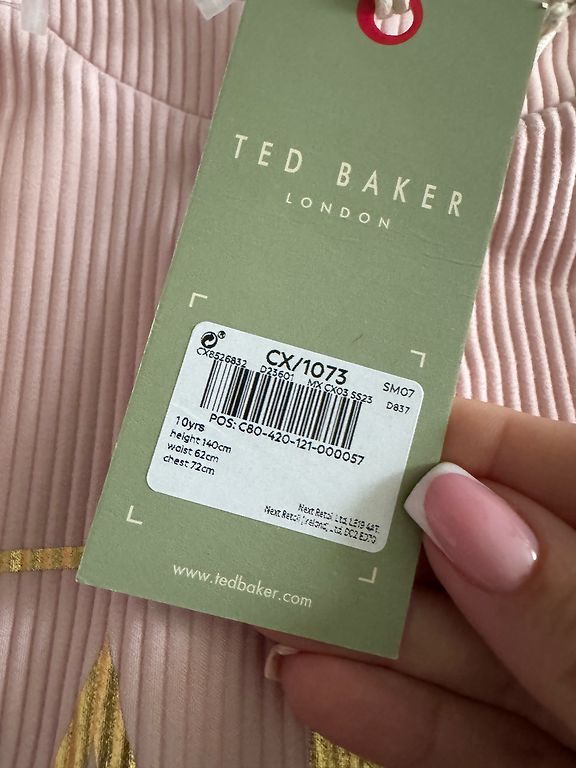 TED BAKER
LONDON
CX/1073
SM07
CX8526832 D23601 MX CX03 SS23 D837
POS: C80-420-121-000057
10yrs
height 140cm
waist 62cm
chest 72cm
Next Retail Ltd, LE19 4AT.
Next Retail (Ireland) Ltd, DC2 ED70
www.tedbaker.com